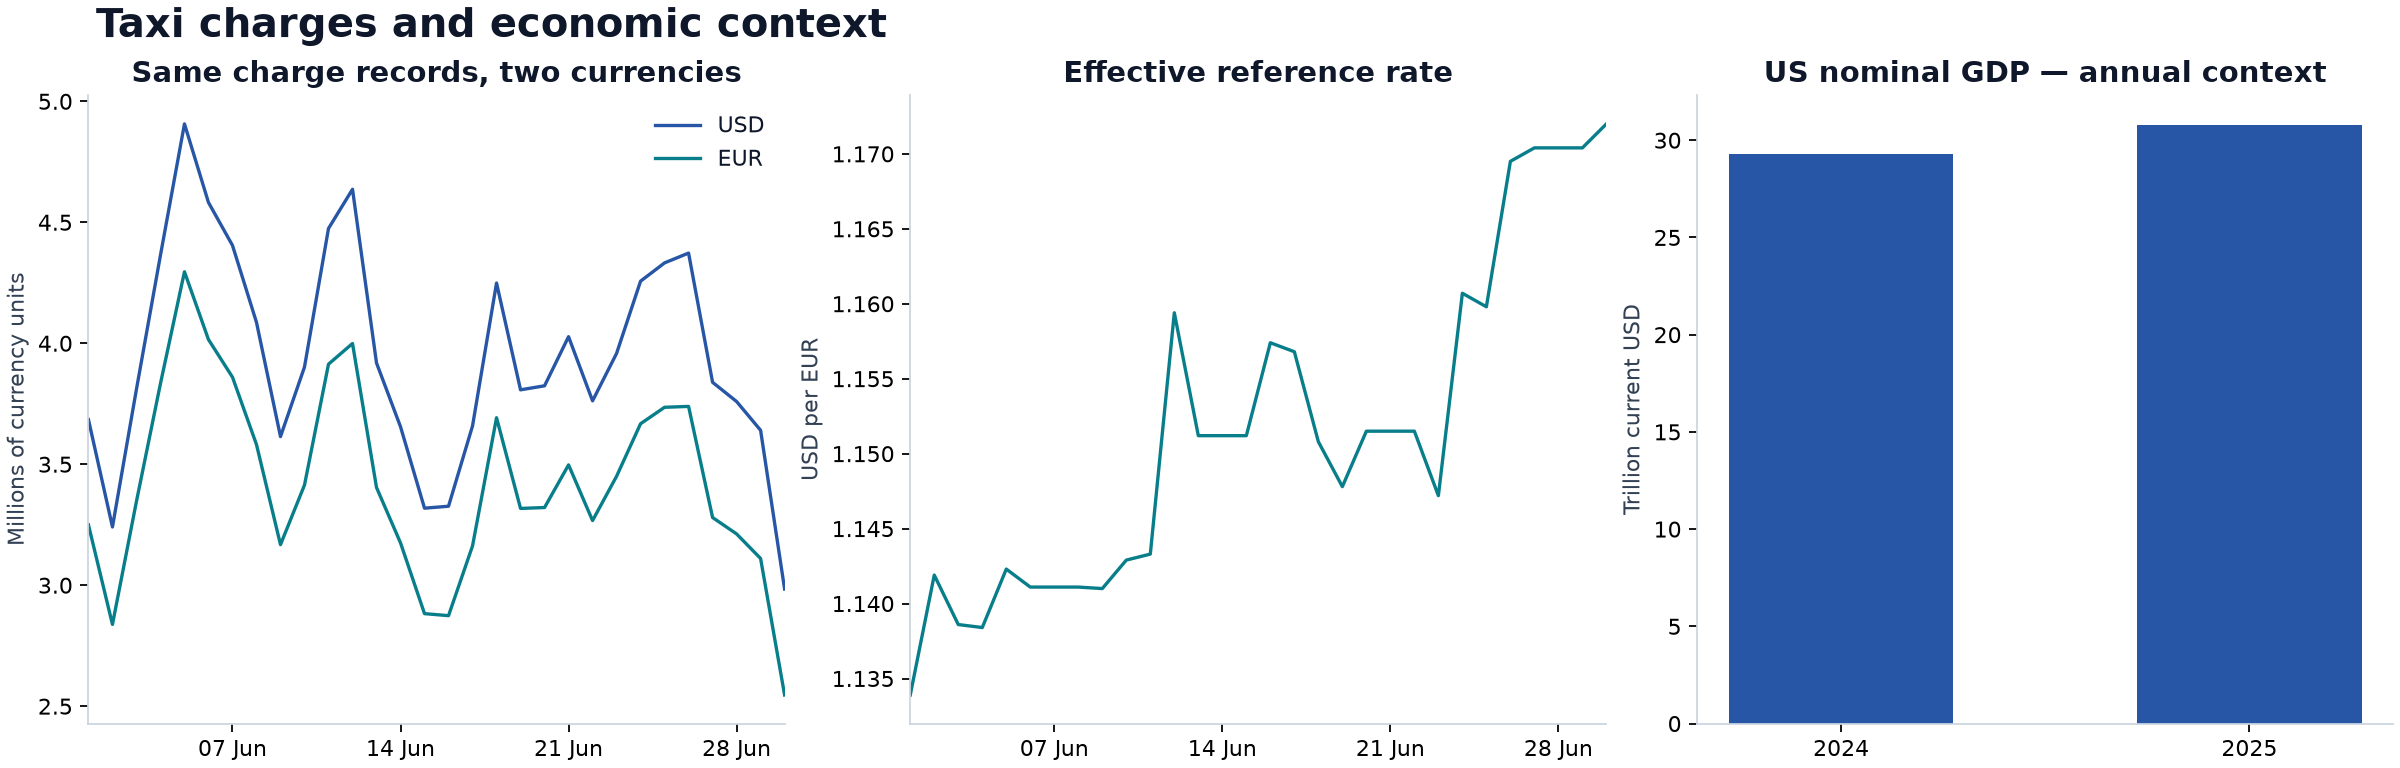 Taxi charges and economic context
Same charge records, two currencies
Millions of currency units
5.0
4.5
4.0
3.5
3.0
2.5
07 Jun
14 Jun
21 Jun
28 Jun
USD
EUR
Effective reference rate
USD per EUR
1.170
1.165
1.160
1.155
1.150
1.145
1.140
1.135
07 Jun
14 Jun
21 Jun
28 Jun
US nominal GDP — annual context
Trillion current USD
30
25
20
15
10
5
0
2024
2025